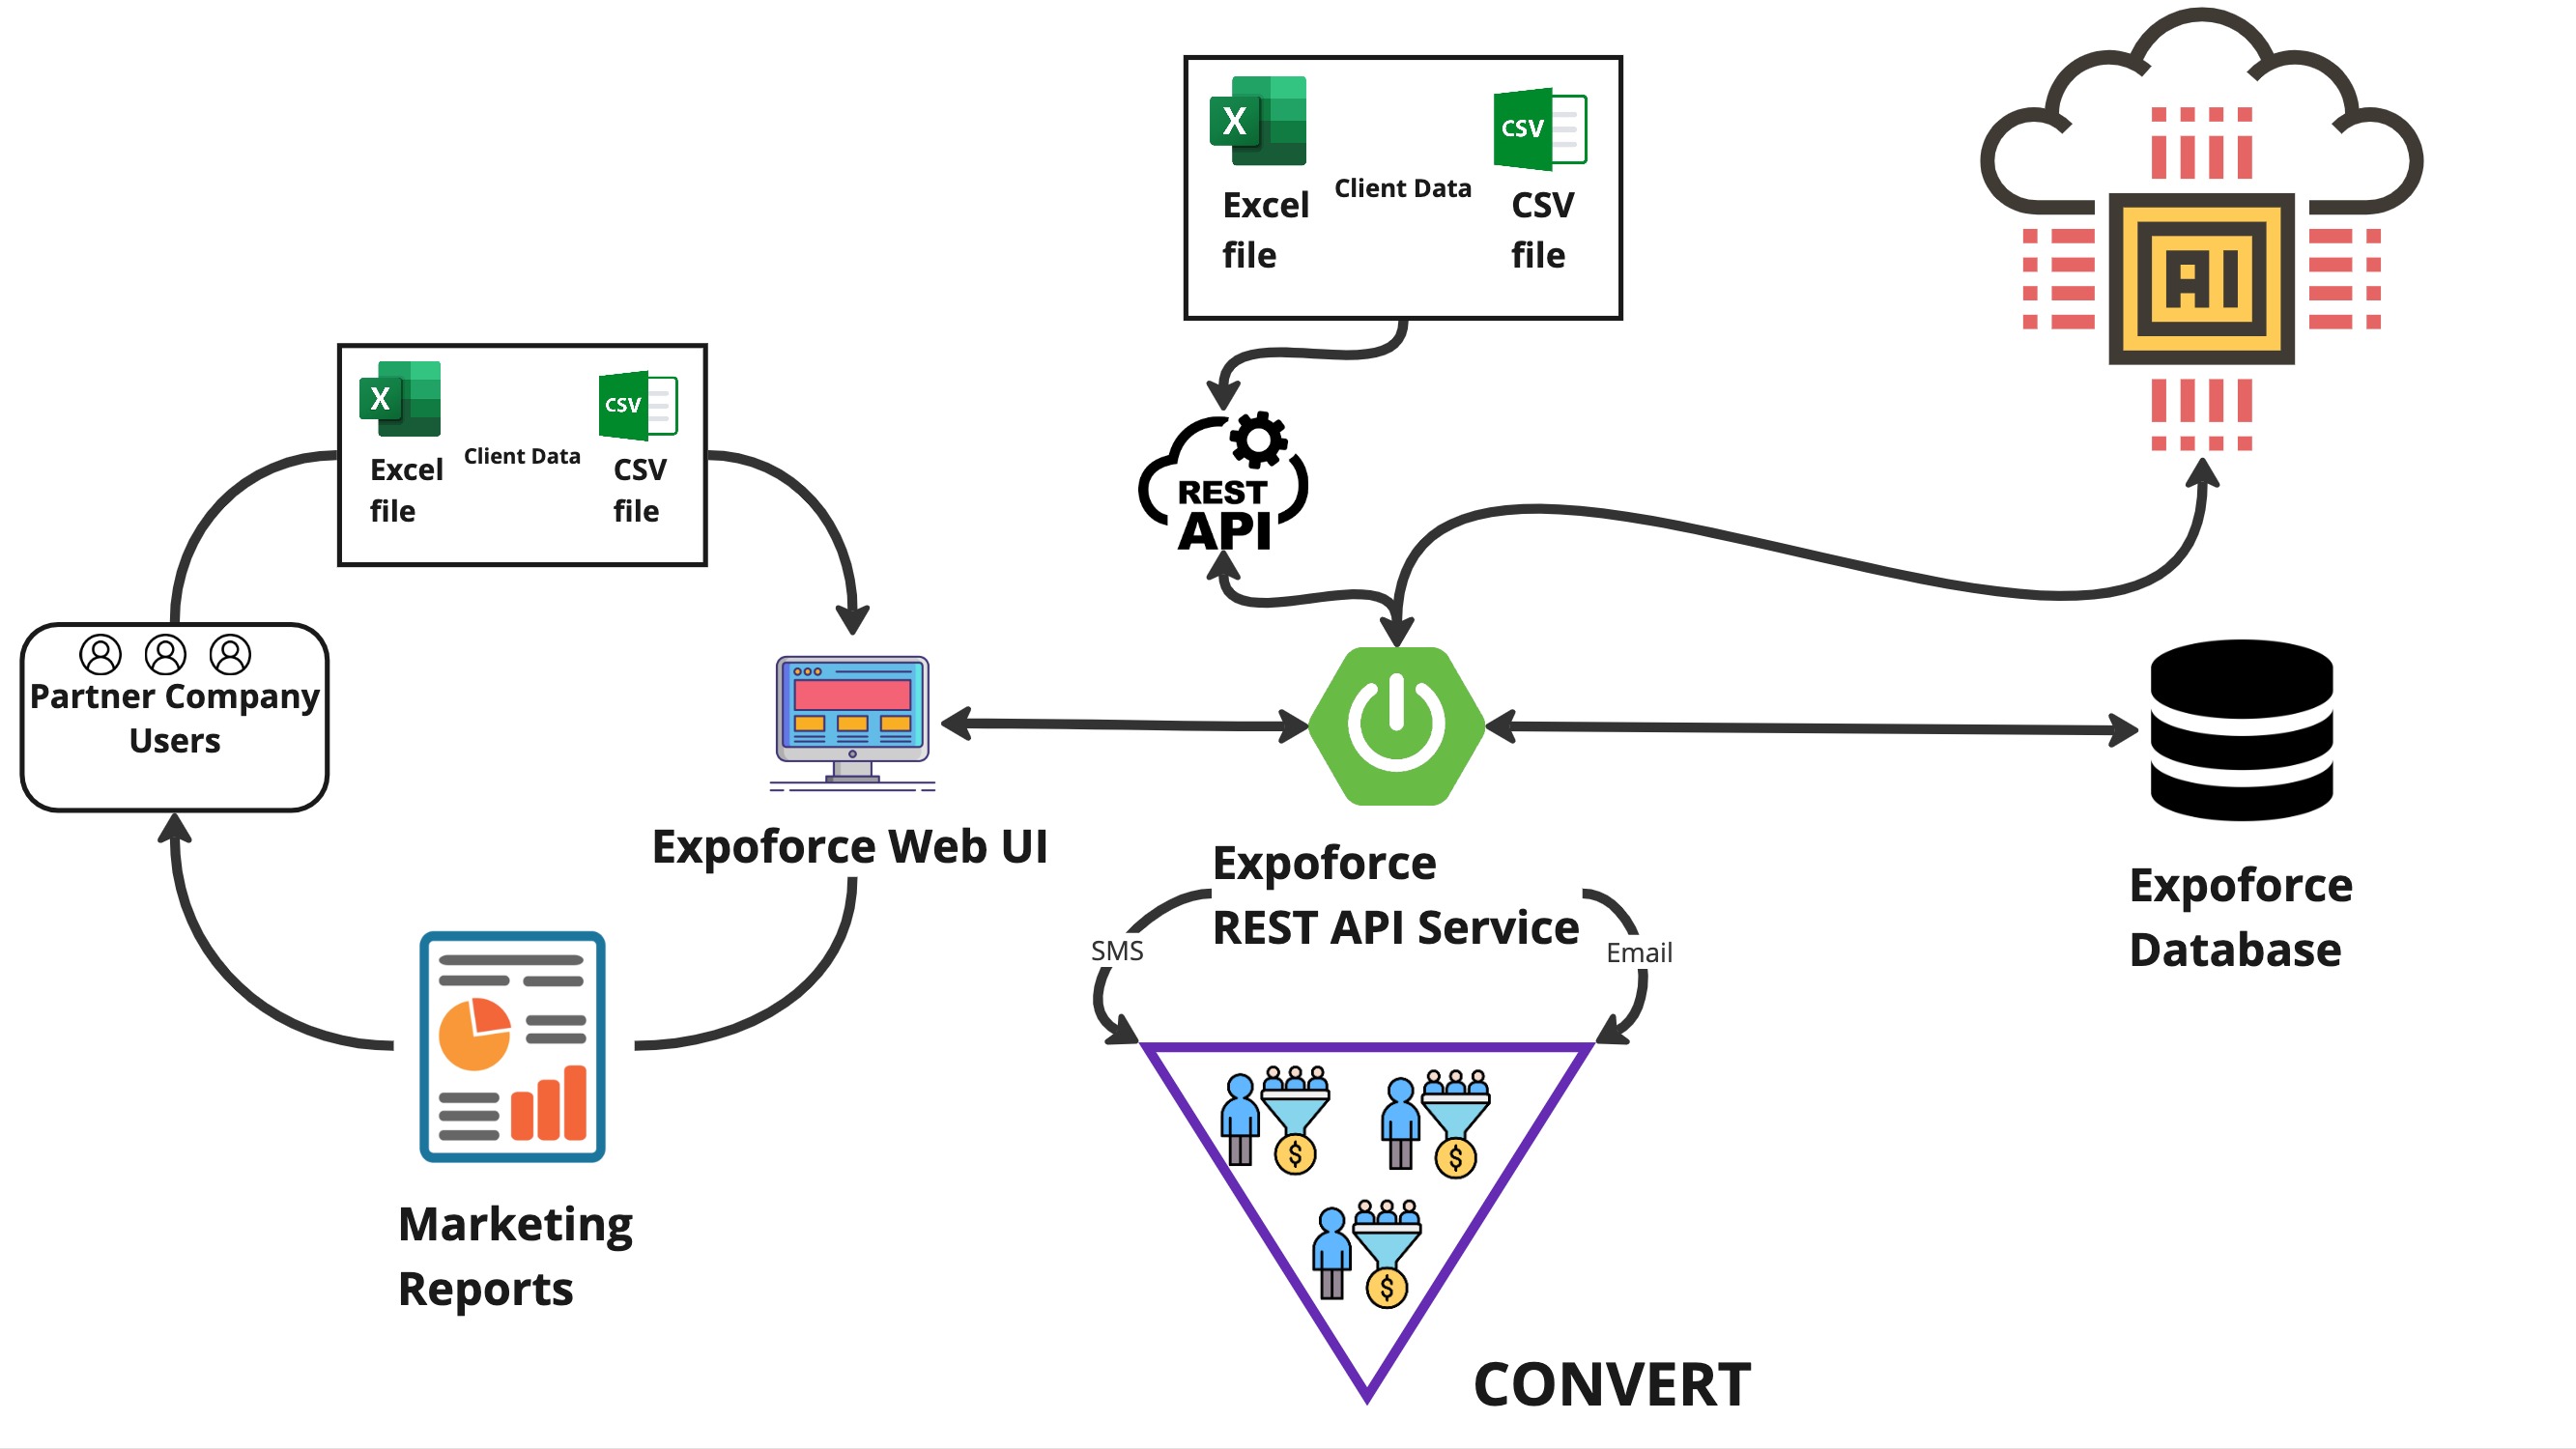 X
Excel
file
Client Data
CSV
CSV
file
AI
X
Excel
file
Client Data
CSV
CSV
file
REST
API
Partner Company
Users
Expoforce Web UI
Expoforce
REST API Service
SMS
Email
Expoforce
Database
Marketing
Reports
$
$
$
CONVERT